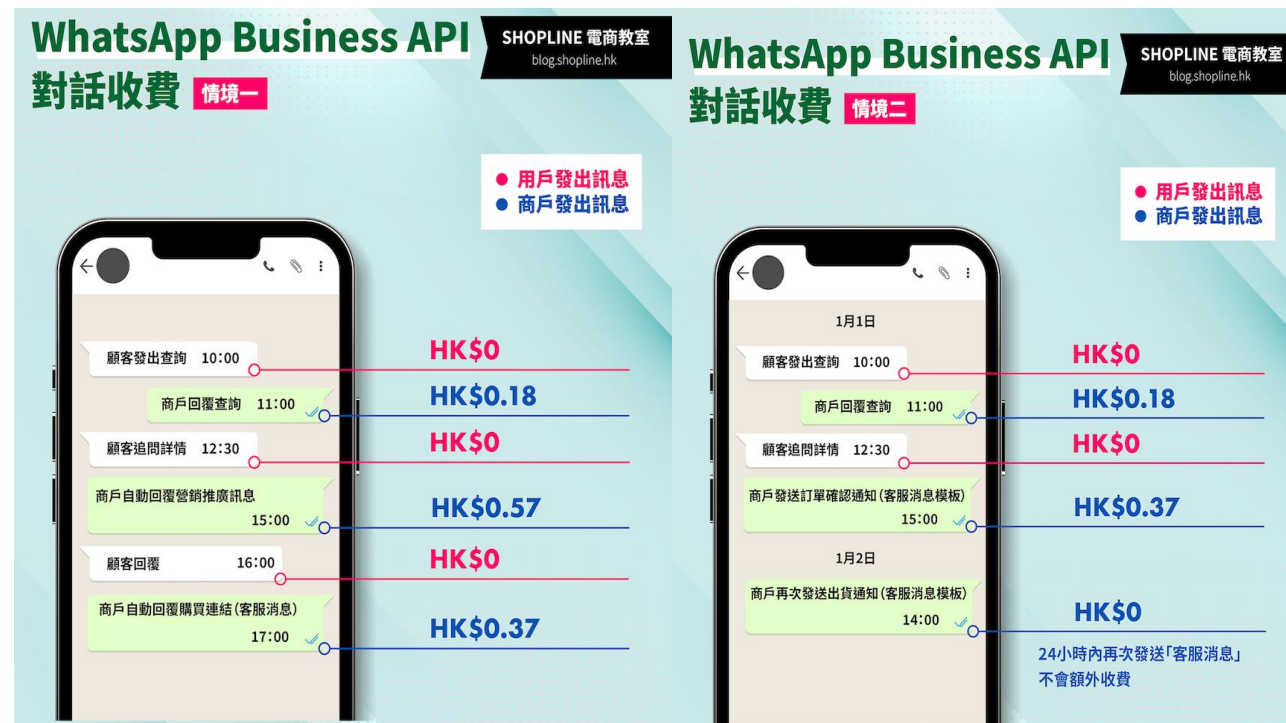 WhatsApp Business API
對話收費 情境一
SHOPLINE 電商教室
blog.shopline.hk
用戶發出訊息
商戶發出訊息
顧客發出查詢 10:00
HK$0
商戶回覆查詢 11:00
HK$0.18
顧客追問詳情 12:30
HK$0
商戶自動回覆營銷推廣訊息
15:00
HK$0.57
顧客回覆 16:00
HK$0
商戶自動回覆購買連結(客服消息)
17:00
HK$0.37
WhatsApp Business API
對話收費 情境二
SHOPLINE 電商教室
blog.shopline.hk
用戶發出訊息
商戶發出訊息
1月1日
顧客發出查詢 10:00
HK$0
商戶回覆查詢 11:00
HK$0.18
顧客追問詳情 12:30
HK$0
商戶發送訂單確認通知(客服消息模板)
15:00
HK$0.37
1月2日
商戶再次發送出貨通知(客服消息模板)
14:00
HK$0
24小時內再次發送「客服消息」
不會額外收費